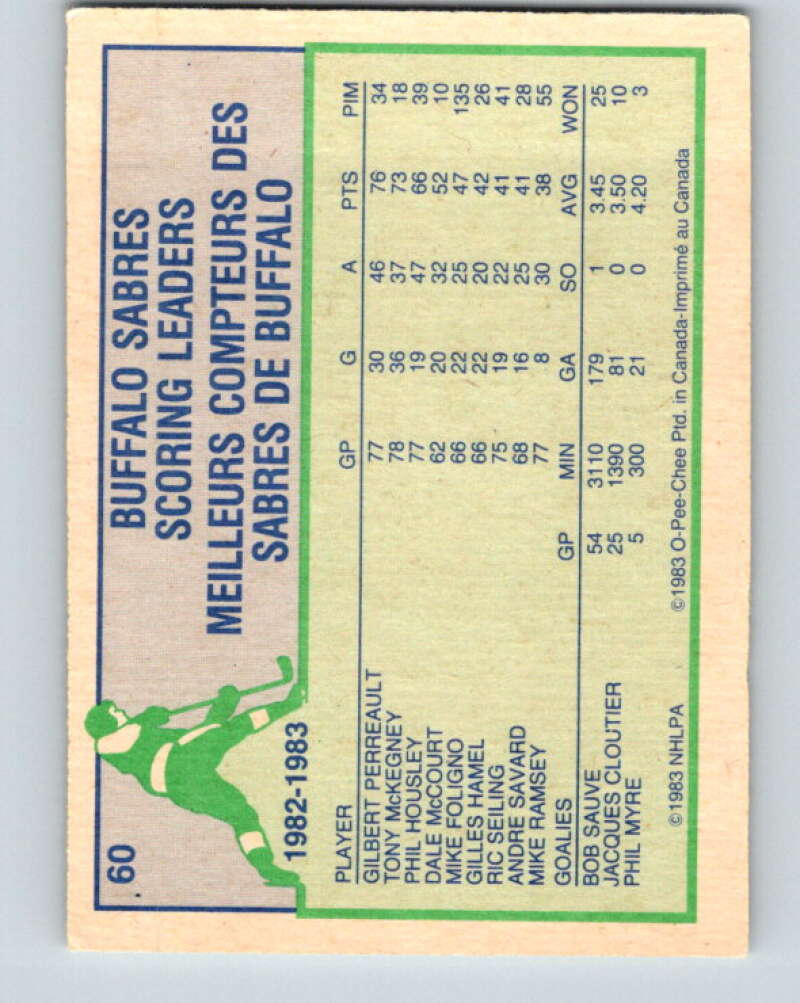 60
BUFFALO SABRES
SCORING LEADERS
MEILLEURS COMPTEURS DES
SABRES DE BUFFALO
1982-1983
PLAYER GP G A PTS PIM
GILBERT PERREAULT 77 30 46 76 34
TONY McKEGNEY 78 36 37 73 18
PHIL HOUSLEY 77 19 47 66 39
DALE McCOURT 62 20 32 52 10
MIKE FOLIGNO 66 22 25 47 135
GILLES HAMEL 66 22 20 42 26
RIC SEILING 75 19 22 41 41
ANDRE SAVARD 68 16 25 41 28
MIKE RAMSEY 77 8 30 38 55
GOALIES GP MIN GA SO AVG WON
BOB SAUVE 54 3110 179 1 3.45 25
JACQUES CLOUTIER 25 1390 81 0 3.50 10
PHIL MYRE 5 300 21 0 4.20 3
©1983 NHLPA ©1983 O-Pee-Chee Ptd. in Canada-Imprimé au Canada